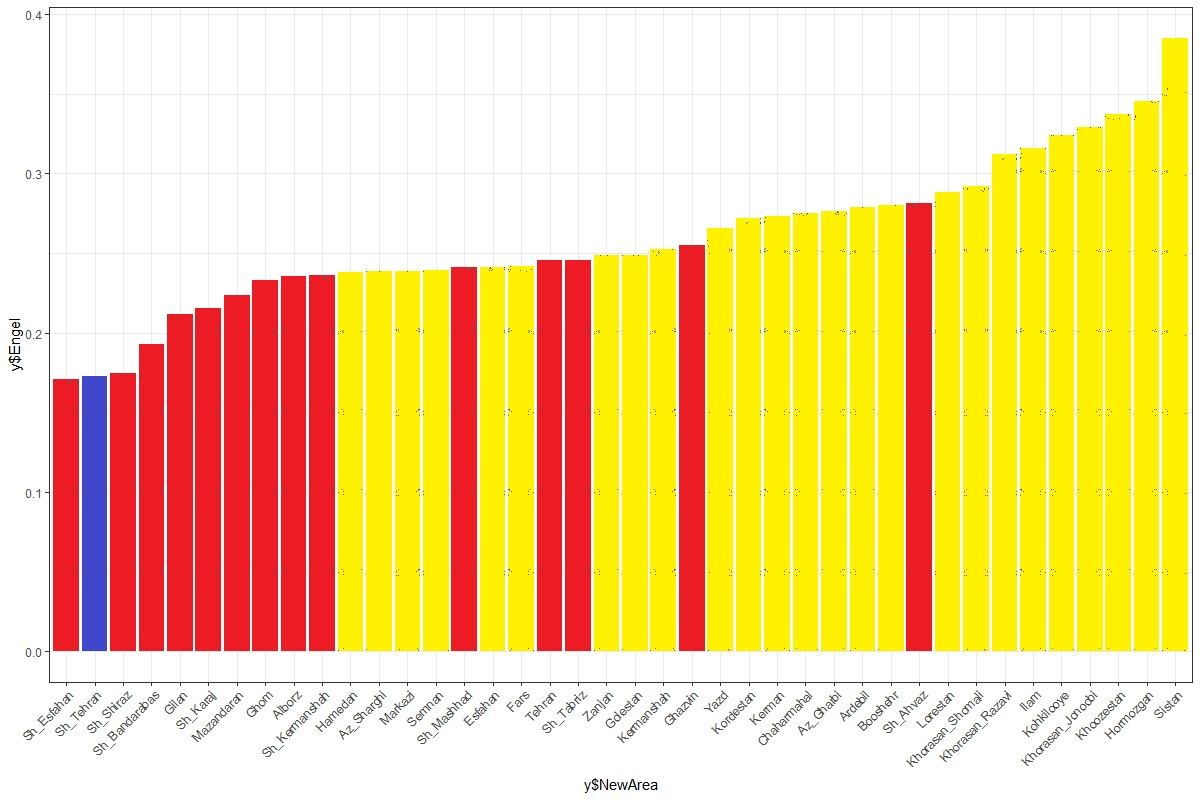 y$Engel
0.4
0.3
0.2
0.1
0.0
Sh_Esfahan
Sh_Tehran
Sh_Shiraz
Sh_Bandarabas
Gilan
Sh_Karaj
Mazandaran
Ghom
Alborz
Sh_Kermanshah
Hamedan
Az_Sharghi
Markazi
Semnan
Sh_Mashhad
Esfahan
Fars
Tehran
Sh_Tabriz
Zanjan
Golestan
Kermanshah
Ghazvin
Yazd
Kordestan
Kerman
Chaharmahal
Az_Gharbi
Ardebil
Booshehr
Sh_Ahvaz
Lorestan
Khorasan_Shomali
Khorasan_Razavi
Ilam
Kohkilooye
Khorasan_Jonoobi
Khoozestan
Hormozgan
Sistan
y$NewArea